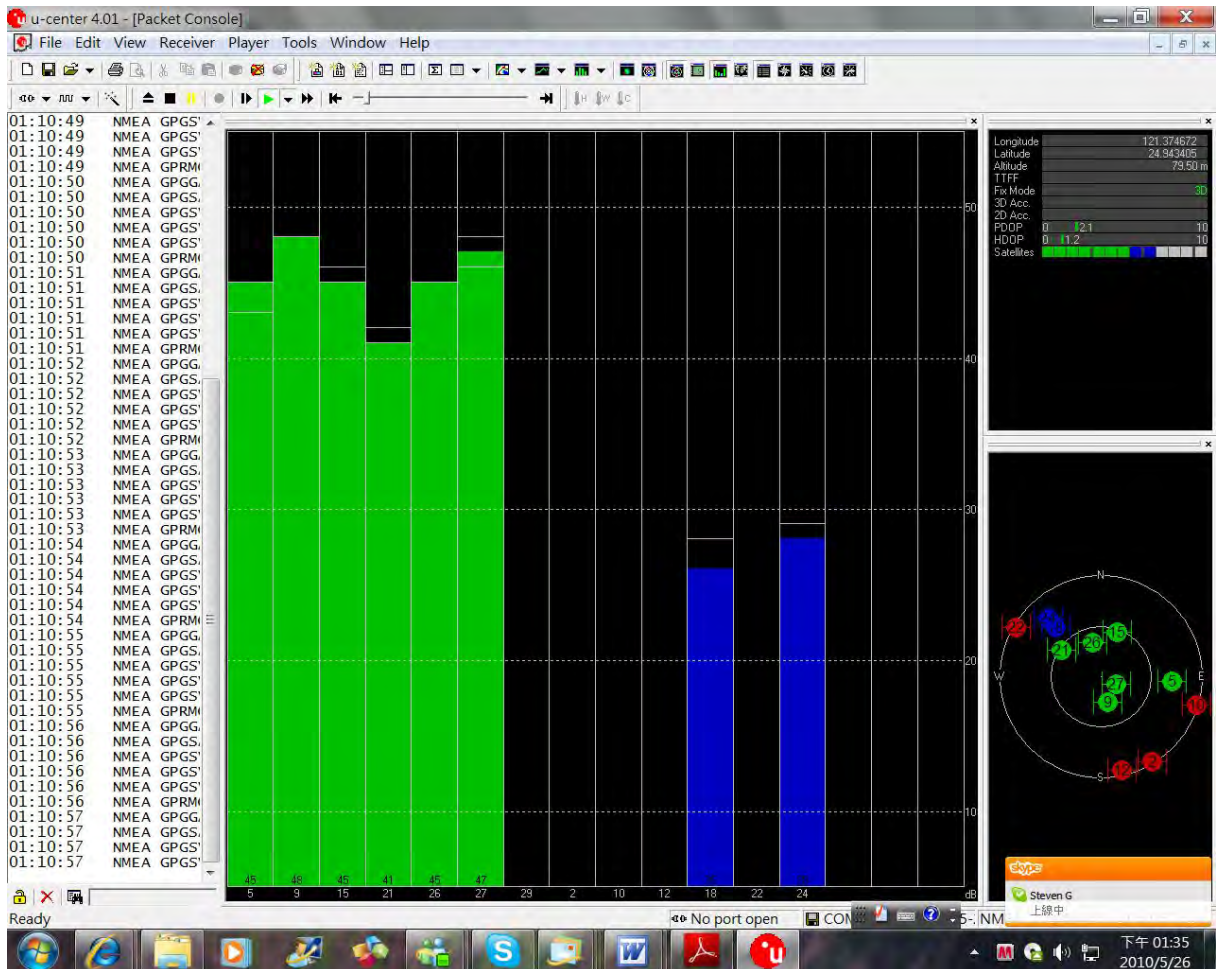 u-center 4.01 - [Packet Console]
File Edit View Receiver Player Tools Window Help
01:10:49 NMEA GPGS
01:10:49 NMEA GPGS
01:10:49 NMEA GPGS
01:10:49 NMEA GPRM
01:10:50 NMEA GPGG
01:10:50 NMEA GPGS
01:10:50 NMEA GPGS
01:10:50 NMEA GPGS
01:10:50 NMEA GPGS
01:10:50 NMEA GPRM
01:10:51 NMEA GPGG
01:10:51 NMEA GPGS
01:10:51 NMEA GPGS
01:10:51 NMEA GPGS
01:10:51 NMEA GPGS
01:10:51 NMEA GPRM
01:10:52 NMEA GPGG
01:10:52 NMEA GPGS
01:10:52 NMEA GPGS
01:10:52 NMEA GPGS
01:10:52 NMEA GPGS
01:10:52 NMEA GPRM
01:10:53 NMEA GPGG
01:10:53 NMEA GPGS
01:10:53 NMEA GPGS
01:10:53 NMEA GPGS
01:10:53 NMEA GPGS
01:10:53 NMEA GPRM
01:10:54 NMEA GPGG
01:10:54 NMEA GPGS
01:10:54 NMEA GPGS
01:10:54 NMEA GPGS
01:10:54 NMEA GPGS
01:10:54 NMEA GPRM
01:10:55 NMEA GPGG
01:10:55 NMEA GPGS
01:10:55 NMEA GPGS
01:10:55 NMEA GPGS
01:10:55 NMEA GPGS
01:10:55 NMEA GPRM
01:10:56 NMEA GPGG
01:10:56 NMEA GPGS
01:10:56 NMEA GPGS
01:10:56 NMEA GPGS
01:10:56 NMEA GPGS
01:10:56 NMEA GPRM
01:10:57 NMEA GPGG
01:10:57 NMEA GPGS
01:10:57 NMEA GPGS
50
40
30
20
10
dB
45 48 45 41 45 47
5 9 15 21 26 27 29 2 10 12 18 22 24
Longitude 121.374672
Latitude 24.943405
Altitude 79.50 m
TTFF
Fix Mode 3D
3D Acc.
2D Acc.
PDOP 0 2.1 10
HDOP 0 1.2 10
Satellites
N
22 15
26
21
W 27 5 E
9 10
S 12 2
skype
Steven G
上線中
Ready
No port open
COM
5-. NM
下午 01:35
2010/5/26